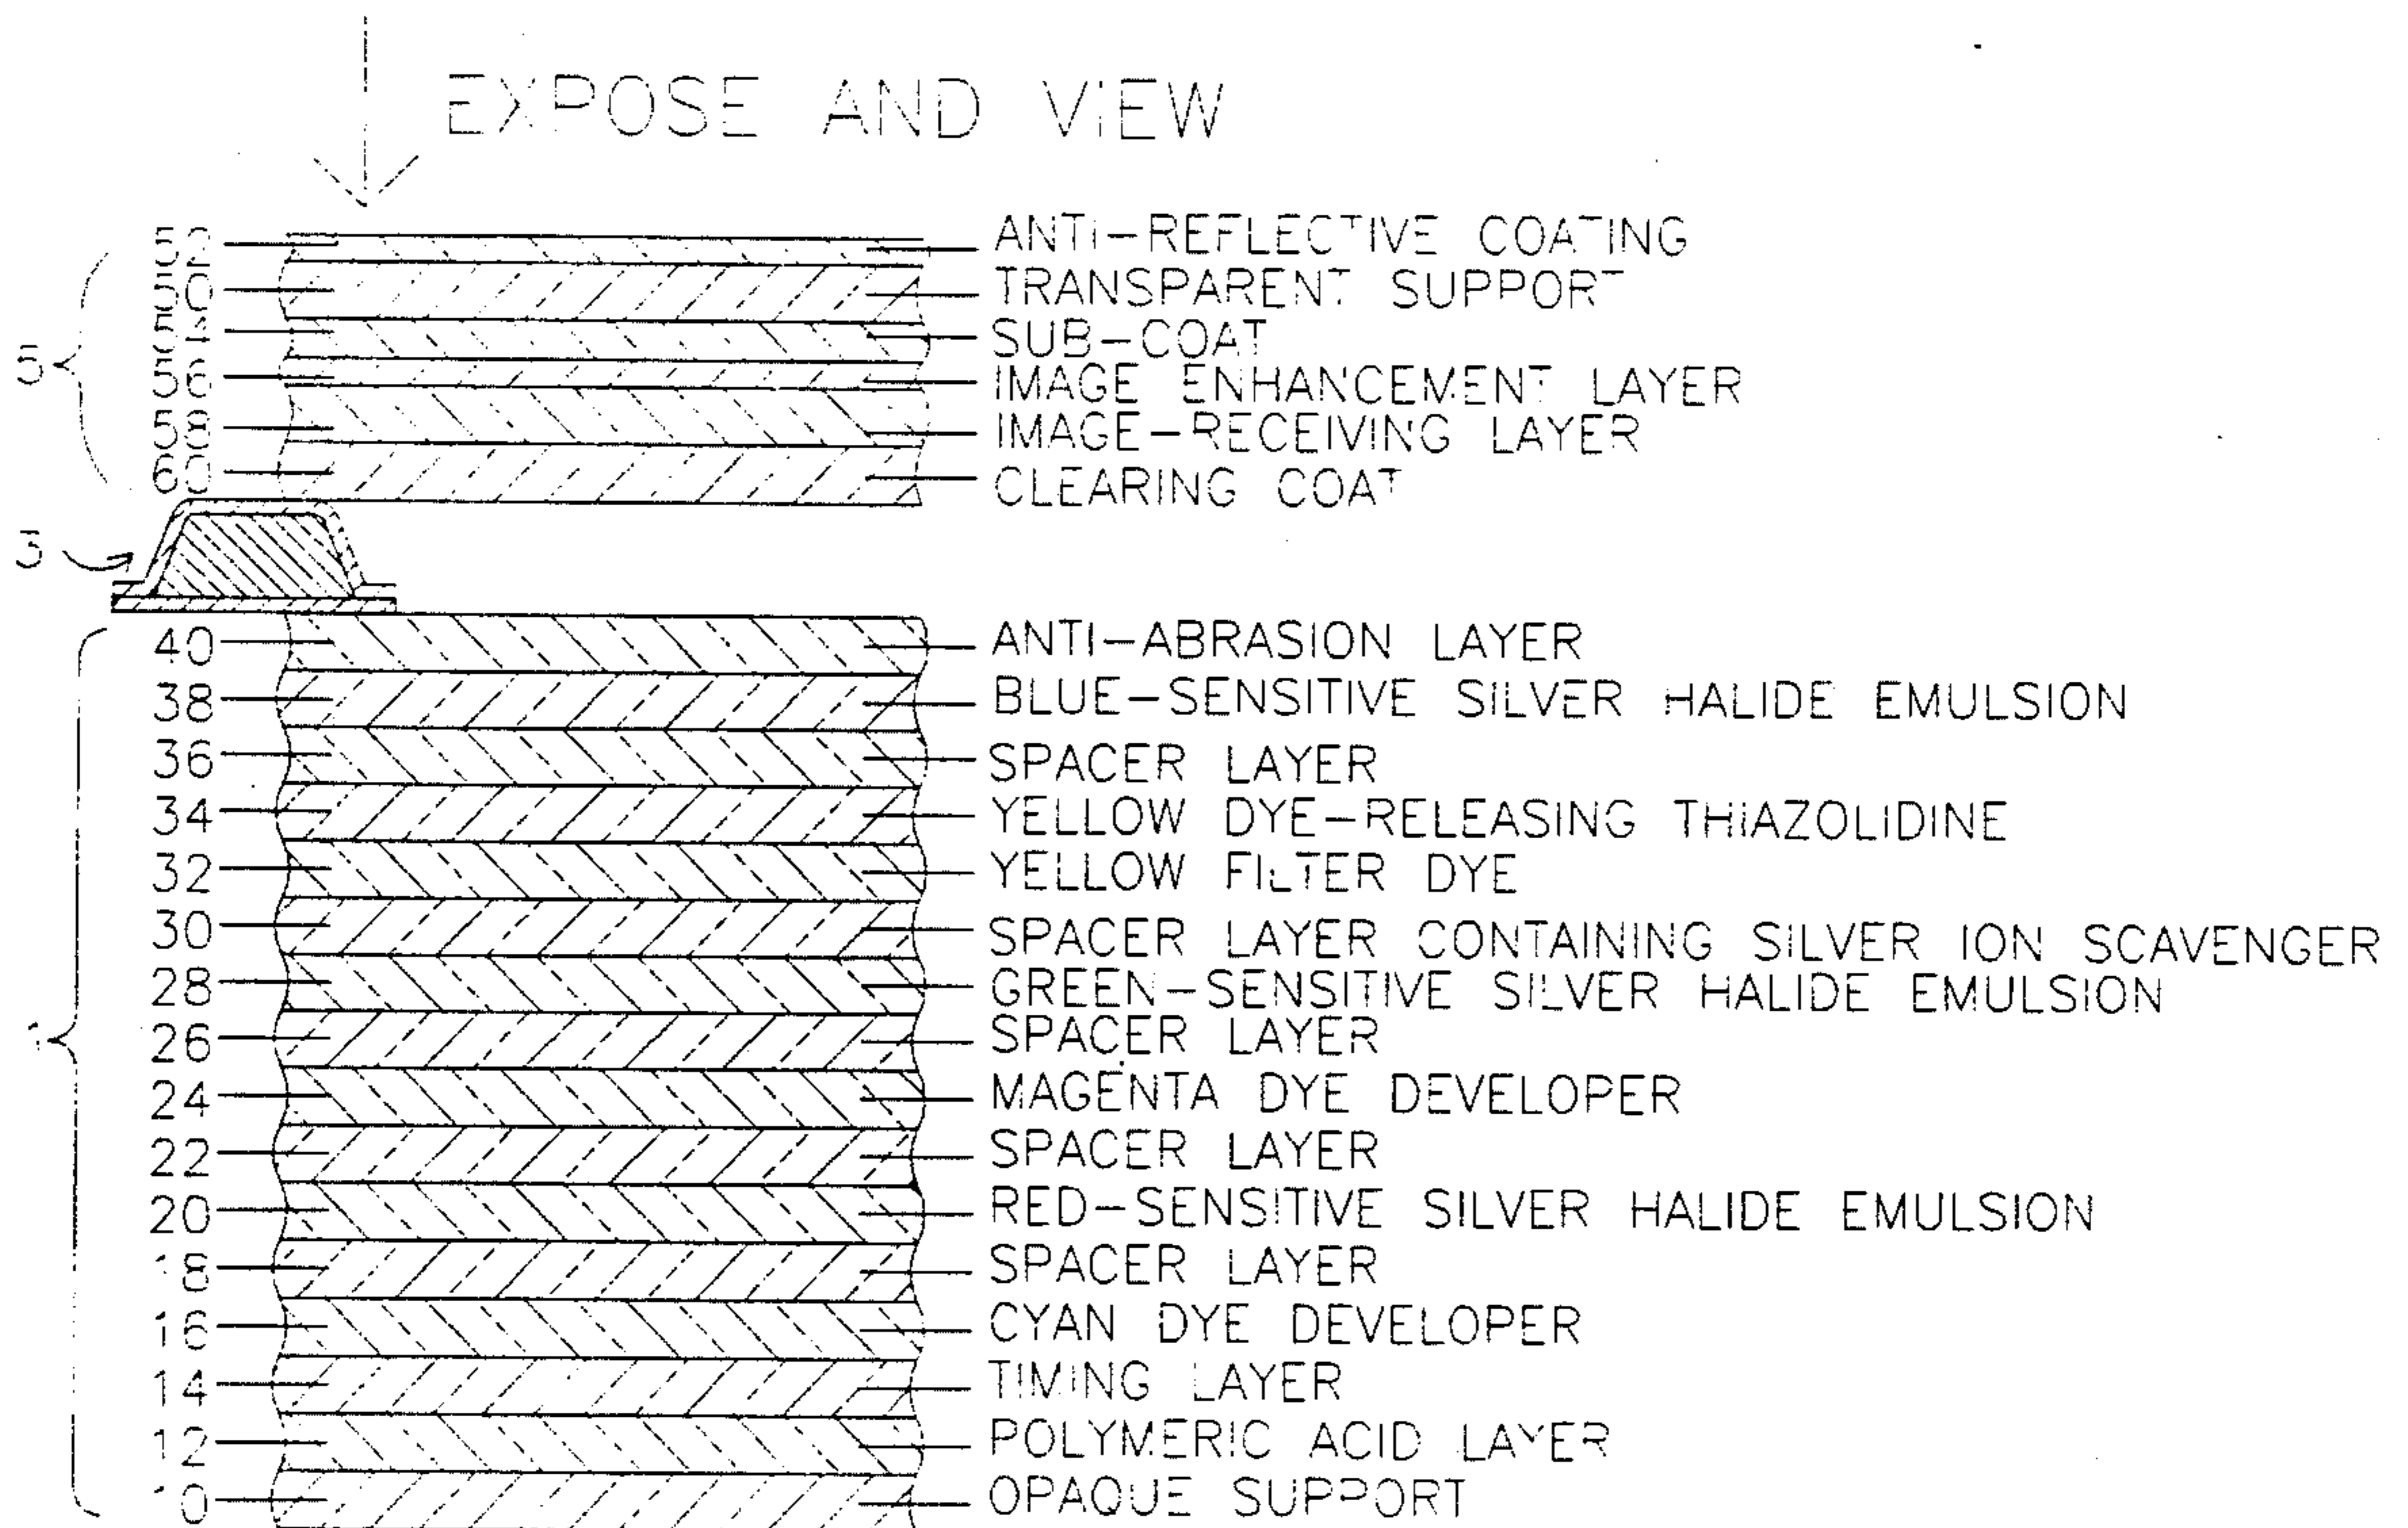 EXPOSE AND VIEW
52 ANTI-REFLECTIVE COATING
50 TRANSPARENT SUPPORT
54 SUB-COAT
56 IMAGE ENHANCEMENT LAYER
58 IMAGE-RECEIVING LAYER
60 CLEARING COAT
40 ANTI-ABRASION LAYER
38 BLUE-SENSITIVE SILVER HALIDE EMULSION
36 SPACER LAYER
34 YELLOW DYE-RELEASING THIAZOLIDINE
32 YELLOW FILTER DYE
30 SPACER LAYER CONTAINING SILVER ION SCAVENGER
28 GREEN-SENSITIVE SILVER HALIDE EMULSION
26 SPACER LAYER
24 MAGENTA DYE DEVELOPER
22 SPACER LAYER
20 RED-SENSITIVE SILVER HALIDE EMULSION
18 SPACER LAYER
16 CYAN DYE DEVELOPER
14 TIMING LAYER
12 POLYMERIC ACID LAYER
10 OPAQUE SUPPORT